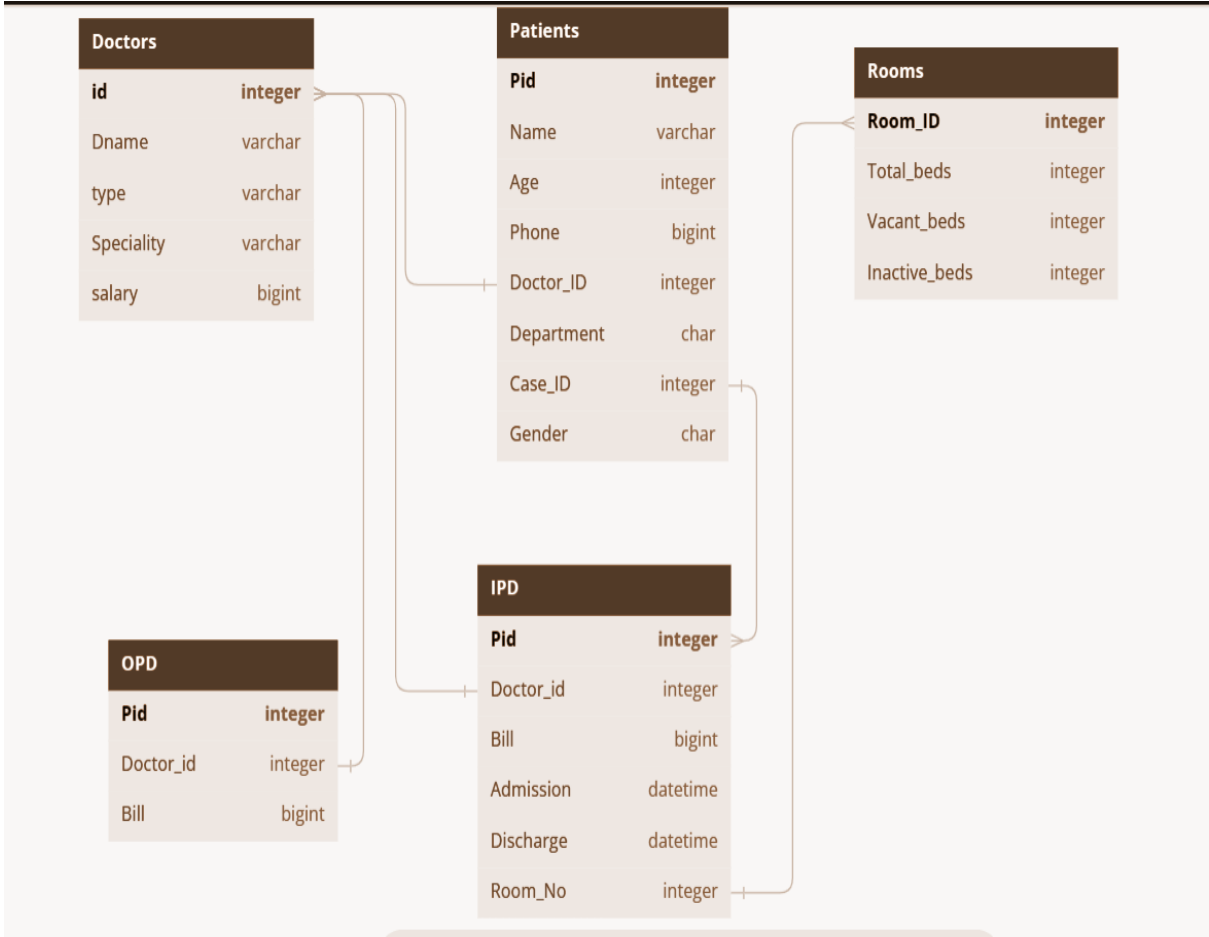 Doctors
id integer
Dname varchar
type varchar
Speciality varchar
salary bigint
Patients
Pid integer
Name varchar
Age integer
Phone bigint
Doctor_ID integer
Department char
Case_ID integer
Gender char
Rooms
Room_ID integer
Total_beds integer
Vacant_beds integer
Inactive_beds integer
OPD
Pid integer
Doctor_id integer
Bill bigint
IPD
Pid integer
Doctor_id integer
Bill bigint
Admission datetime
Discharge datetime
Room_No integer